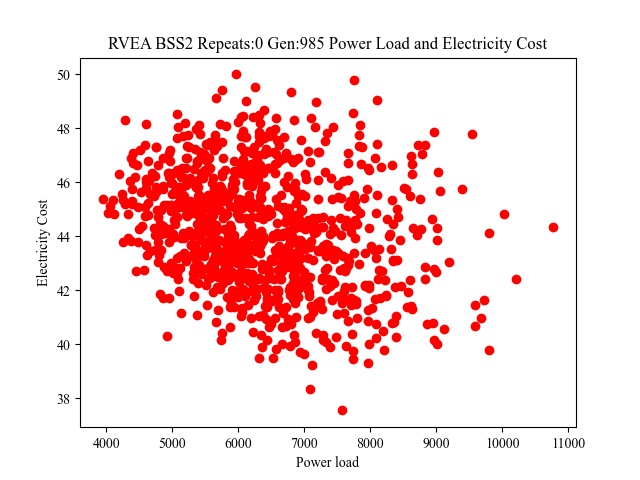 RVEA BSS2 Repeats:0 Gen:985 Power Load and Electricity Cost
50
48
46
44
42
40
38
Electricity Cost
4000 5000 6000 7000 8000 9000 10000 11000
Power load